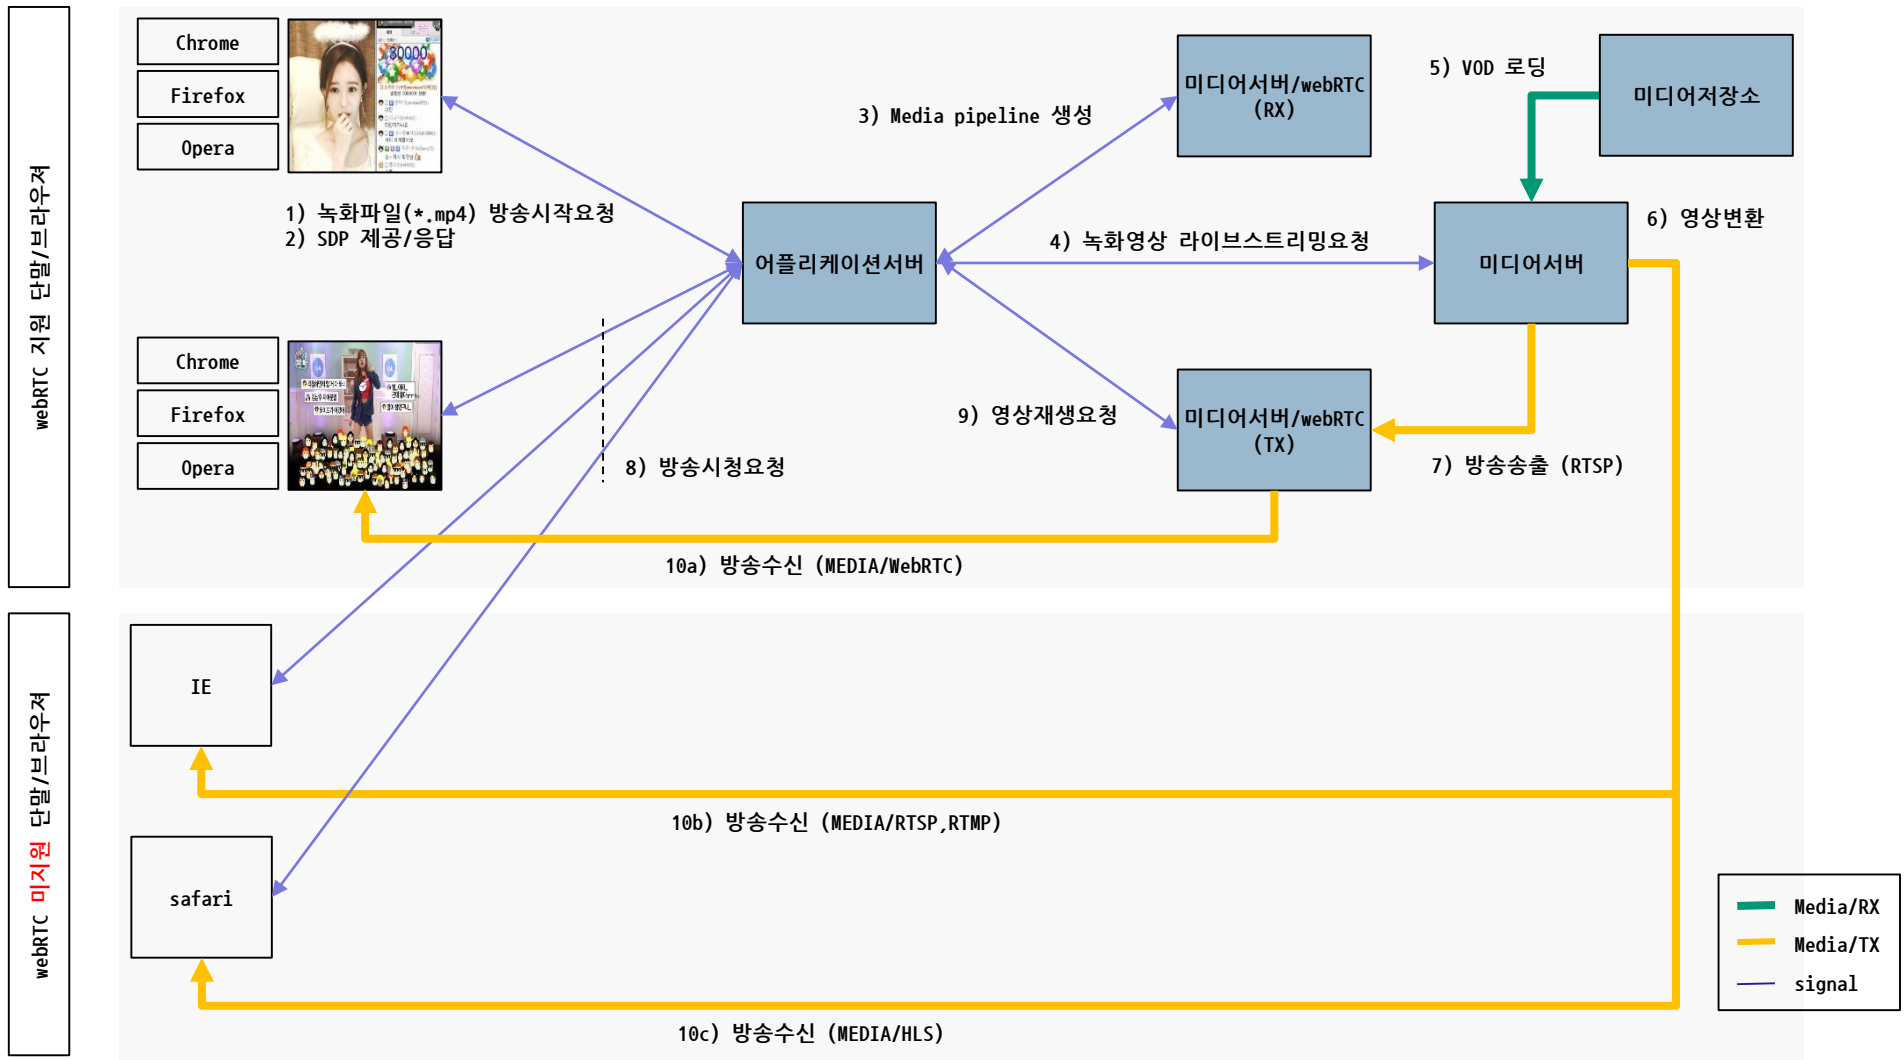 webRTC 지원 단말/브라우져
Chrome
Firefox
Opera
80000
1) 녹화파일(*.mp4) 방송시작요청
2) SDP 제공/응답
3) Media pipeline 생성
미디어서버/webRTC
(RX)
5) VOD 로딩
미디어저장소
어플리케이션서버
4) 녹화영상 라이브스트리밍요청
미디어서버
6) 영상변환
Chrome
Firefox
Opera
8) 방송시청요청
9) 영상재생요청
미디어서버/webRTC
(TX)
7) 방송송출 (RTSP)
10a) 방송수신 (MEDIA/WebRTC)
webRTC 미지원 단말/브라우져
IE
10b) 방송수신 (MEDIA/RTSP,RTMP)
safari
10c) 방송수신 (MEDIA/HLS)
Media/RX
Media/TX
signal